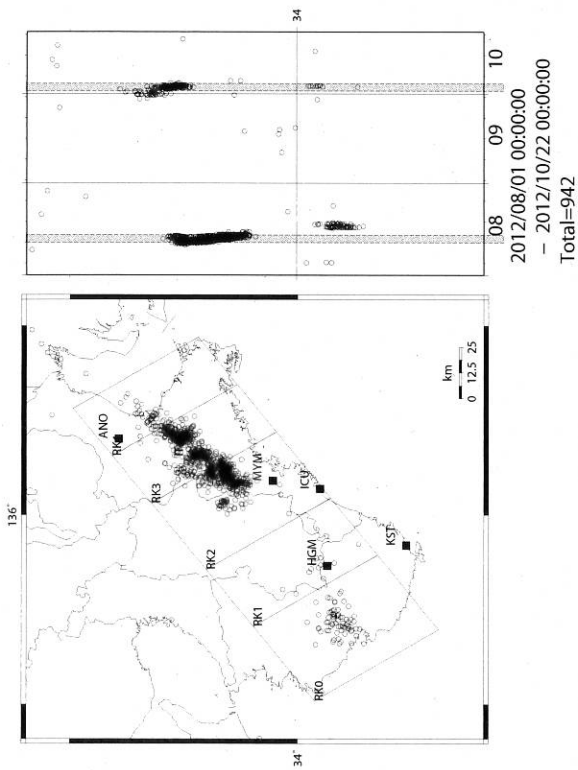 34
10
09
08
2012/08/01 00:00:00
– 2012/10/22 00:00:00
Total=942
136°
ANO
RK3
MYM
RK2
ICU
HGM
KST
RK1
RK0
km
0 12.5 25
34°